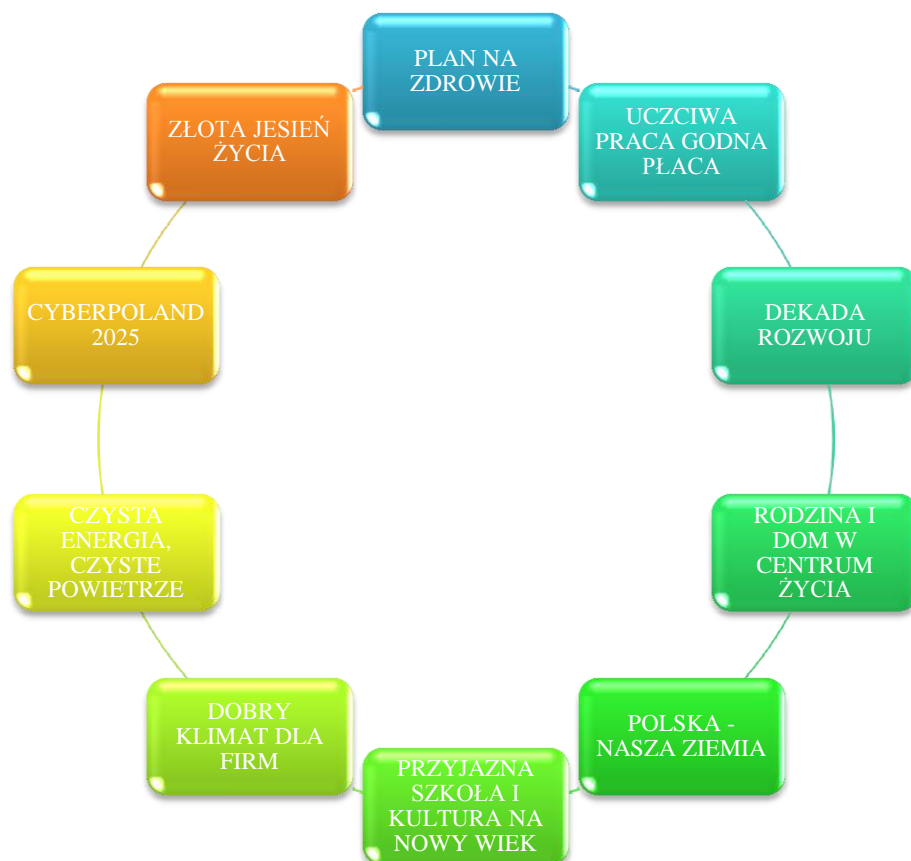 PLAN NA
ZDROWIE
UCZCIWA
PRACA GODNA
PŁACA
DEKADA
ROZWOJU
RODZINA I
DOM W
CENTRUM
ŻYCIA
POLSKA -
NASZA ZIEMIA
PRZYJAZNA
SZKOŁA I
KULTURA NA
NOWY WIEK
DOBRY
KLIMAT DLA
FIRM
CZYSTA
ENERGIA,
CZYSTE
POWIETRZE
CYBERPOLAND
2025
ZŁOTA JESIEŃ
ŻYCIA